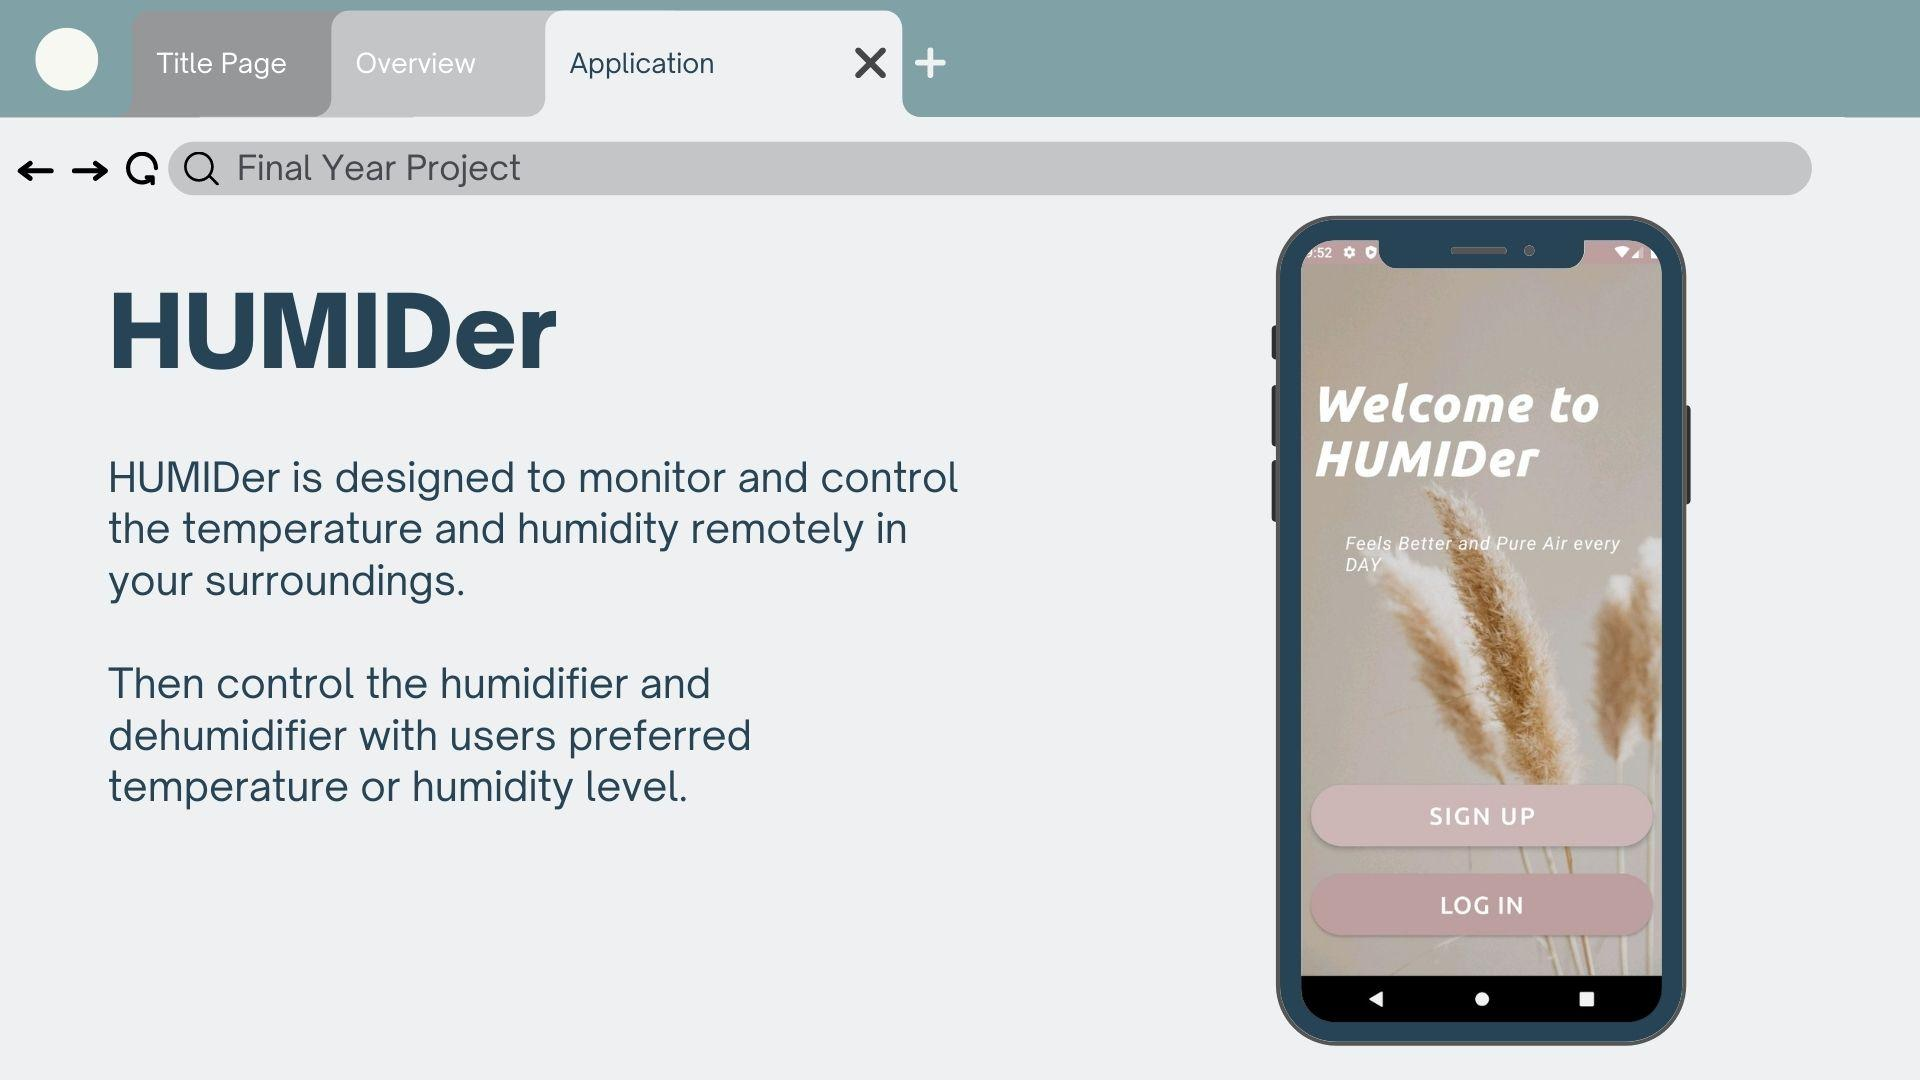 Title Page
Overview
Application
Final Year Project
HUMIDer
HUMIDer is designed to monitor and control
the temperature and humidity remotely in
your surroundings.
Then control the humidifier and
dehumidifier with users preferred
temperature or humidity level.
:52
Welcome to
HUMIDer
Feels Better and Pure Air every
DAY
SIGN UP
LOG IN